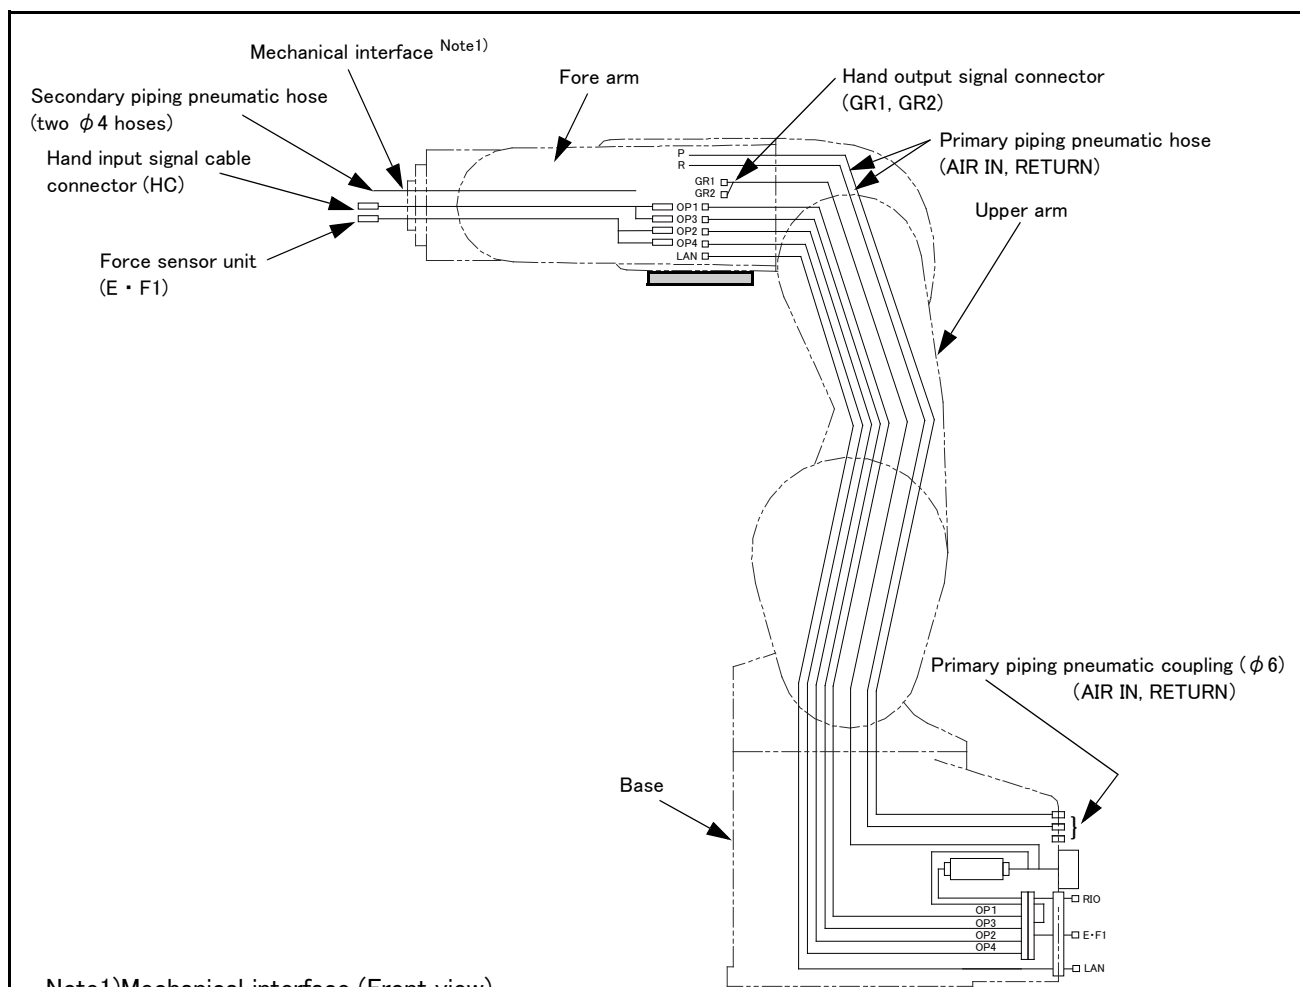 Mechanical interface Note1)
Secondary piping pneumatic hose
(two φ4 hoses)
Hand input signal cable
connector (HC)
Force sensor unit
(E・F1)
Fore arm
Hand output signal connector
(GR1, GR2)
Primary piping pneumatic hose
(AIR IN, RETURN)
Upper arm
P
R
GR1
GR2
OP1
OP3
OP2
OP4
LAN
Primary piping pneumatic coupling (φ6)
(AIR IN, RETURN)
Base
RIO
OP1
OP3
OP2
OP4
E・F1
LAN
Note1)Mechanical interface (Front view)